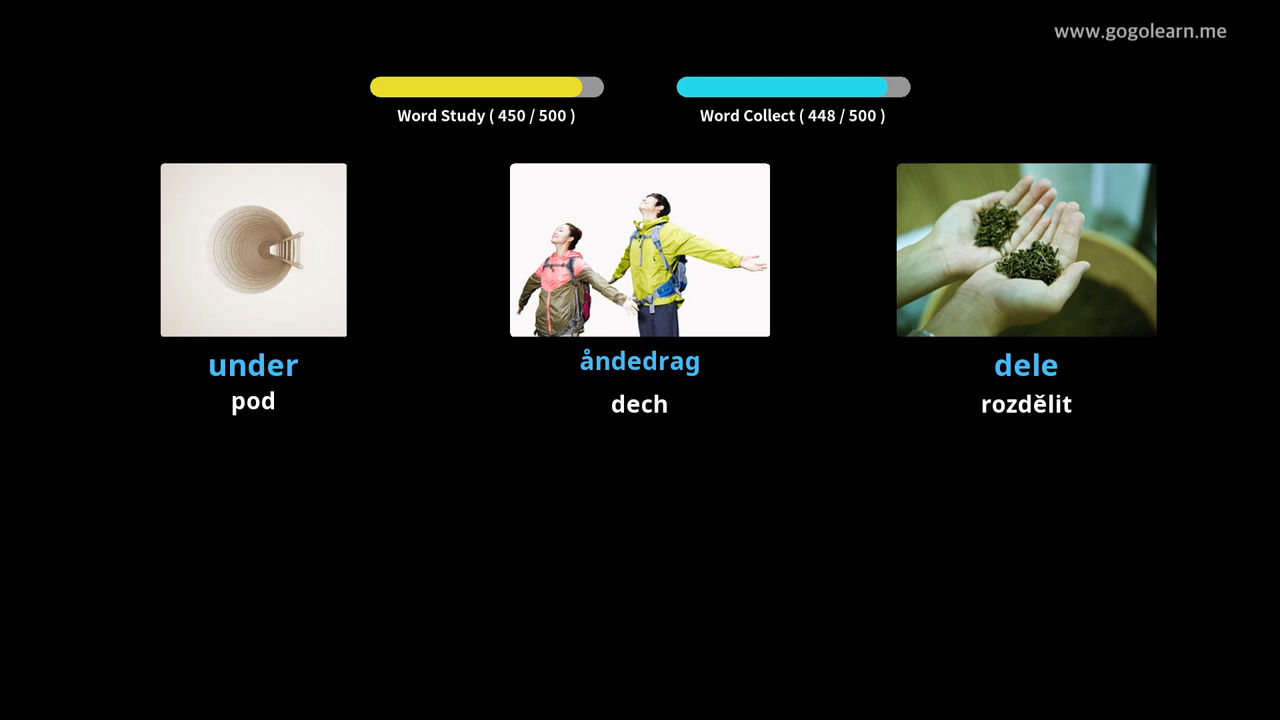 www.gogolearn.me
Word Study ( 450 / 500 )
Word Collect ( 448 / 500 )
under
åndedrag
dele
pod
dech
rozdělit